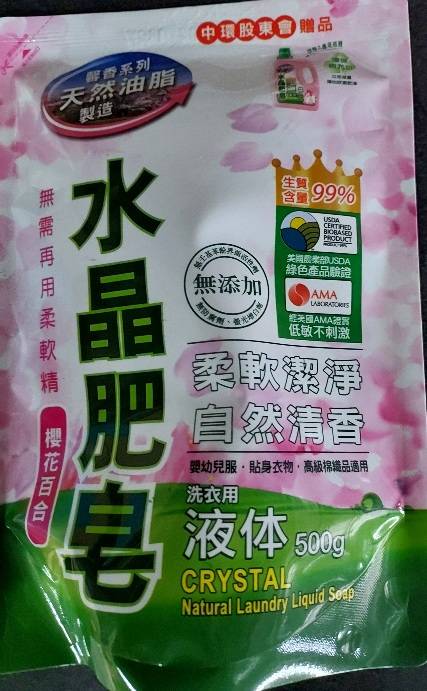 中環股東會 贈品
馨香系列
天然油脂
製造
水晶肥皂
無需再用柔軟精
櫻花百合
生質含量 99%
USDA
CERTIFIED
BIOBASED
PRODUCT
美國農業部USDA
綠色產品驗證
AMA
LABORATORIES
經美國AMA證實
低敏不刺激
無添加
柔軟潔淨
自然清香
嬰幼兒服・貼身衣物・高級棉織品適用
洗衣用
液体 500g
CRYSTAL
Natural Laundry Liquid Soap